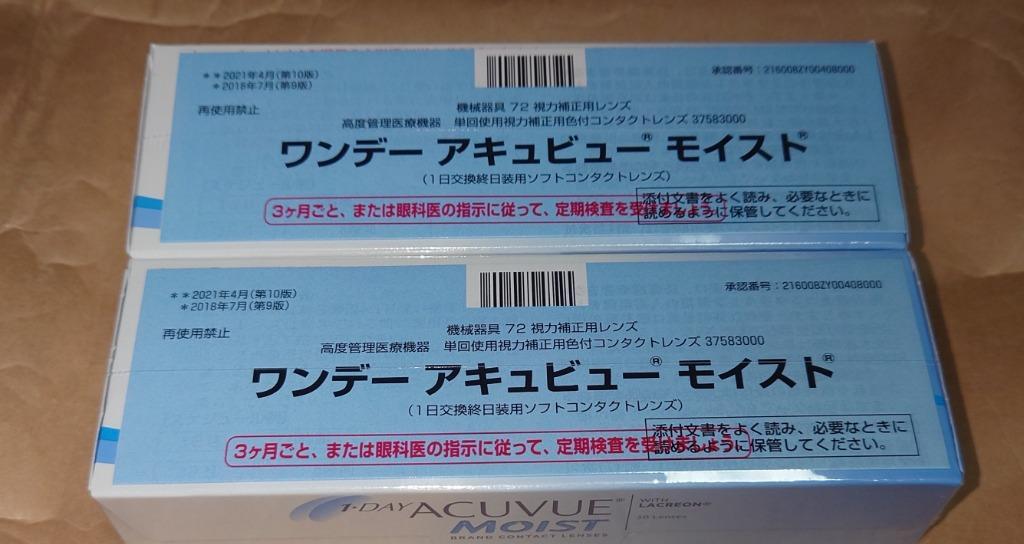 **2021年4月(第10版)
*2018年7月(第9版)
承認番号:21600BZY00408000
再使用禁止
機械器具 72 視力補正用レンズ
高度管理医療機器 単回使用視力補正用色付コンタクトレンズ 37583000
ワンデー アキュビュー® モイスト®
(1日交換終日装用ソフトコンタクトレンズ)
3ヶ月ごと、または眼科医の指示に従って、定期検査を受けましょう
添付文書をよく読み、必要なときに
読めるように保管してください。
**2021年4月(第10版)
*2018年7月(第9版)
承認番号:21600BZY00408000
再使用禁止
機械器具 72 視力補正用レンズ
高度管理医療機器 単回使用視力補正用色付コンタクトレンズ 37583000
ワンデー アキュビュー® モイスト®
(1日交換終日装用ソフトコンタクトレンズ)
3ヶ月ごと、または眼科医の指示に従って、定期検査を受けましょう。
添付文書をよく読み、必要なときに
読めるように保管してください。
1-DAY ACUVUE®
MOIST
BRAND CONTACT LENSES
WITH
LACREON®
30 Lenses